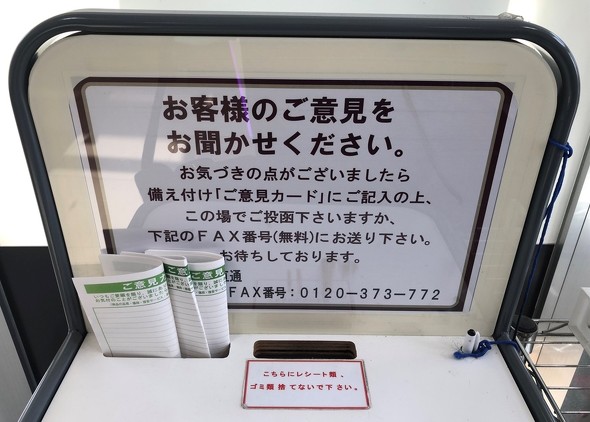 お客様のご意見を
お聞かせください。
お気づきの点がございましたら
備え付け「ご意見カード」にご記入の上、
この場でご投函下さいますか、
下記のＦＡＸ番号(無料)にお送り下さい。
お待ちしております。
通
ＦＡＸ番号：０１２０－３７３－７７２
ご意見
ご意見
ご意見
こちらにレシート類、
ゴミ類 捨てないで下さい。